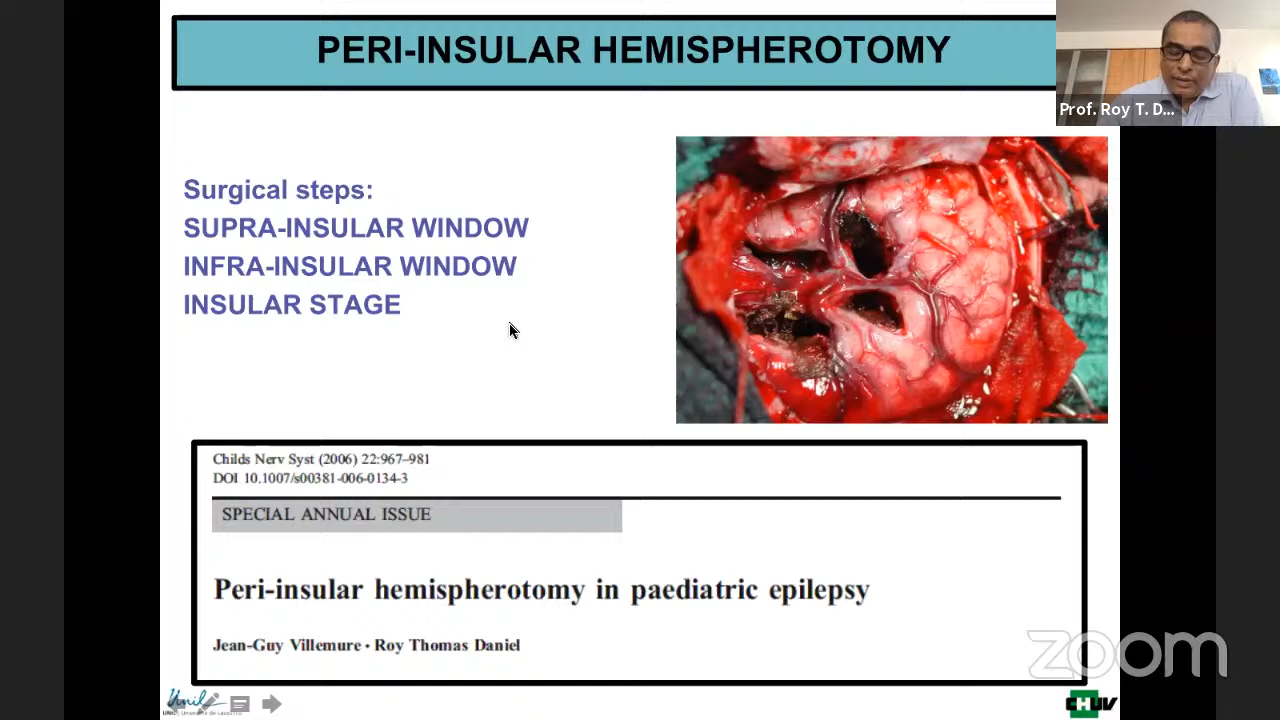 PERI-INSULAR HEMISPHEROTOMY
Prof. Roy T. D...
Surgical steps:
SUPRA-INSULAR WINDOW
INFRA-INSULAR WINDOW
INSULAR STAGE
Childs Nerv Syst (2006) 22:967–981
DOI 10.1007/s00381-006-0134-3
SPECIAL ANNUAL ISSUE
Peri-insular hemispherotomy in paediatric epilepsy
Jean-Guy Villemure • Roy Thomas Daniel
zoom
Unil
CHUV